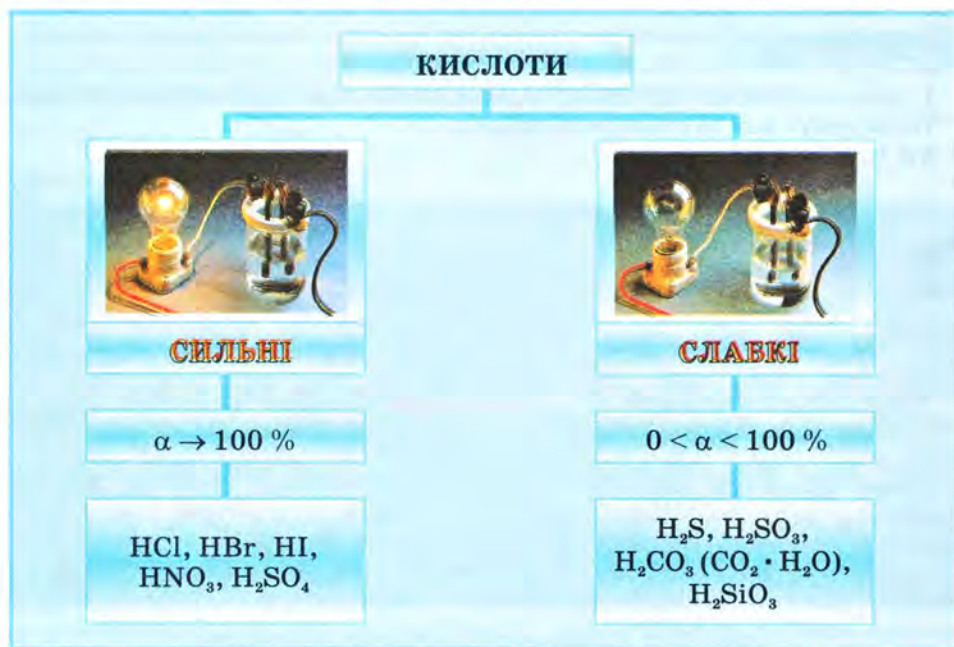 КИСЛОТИ
СИЛЬНІ
α → 100 %
HCl, HBr, HI,
HNO₃, H₂SO₄
СЛАБКІ
0 < α < 100 %
H₂S, H₂SO₃,
H₂CO₃ (CO₂ · H₂O),
H₂SiO₃